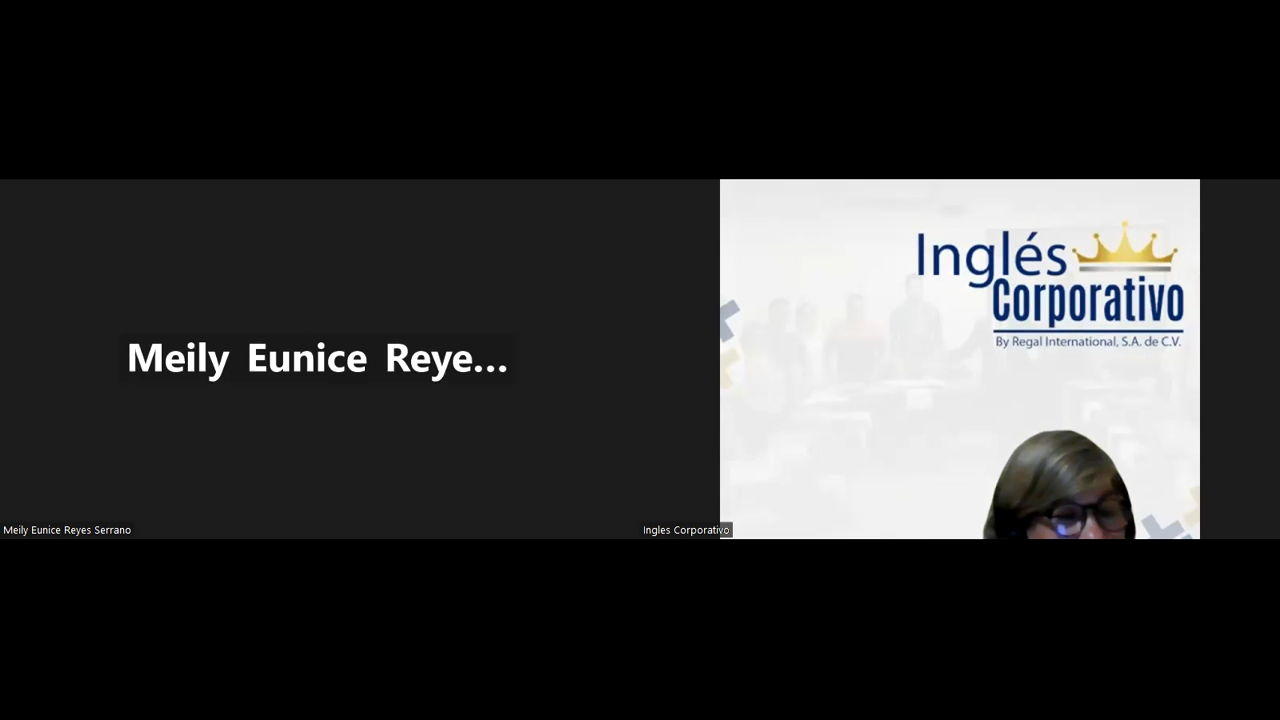 Meily Eunice Reye...
Meily Eunice Reyes Serrano
Inglés
Corporativo
By Regal International, S.A. de C.V.
Ingles Corporativo